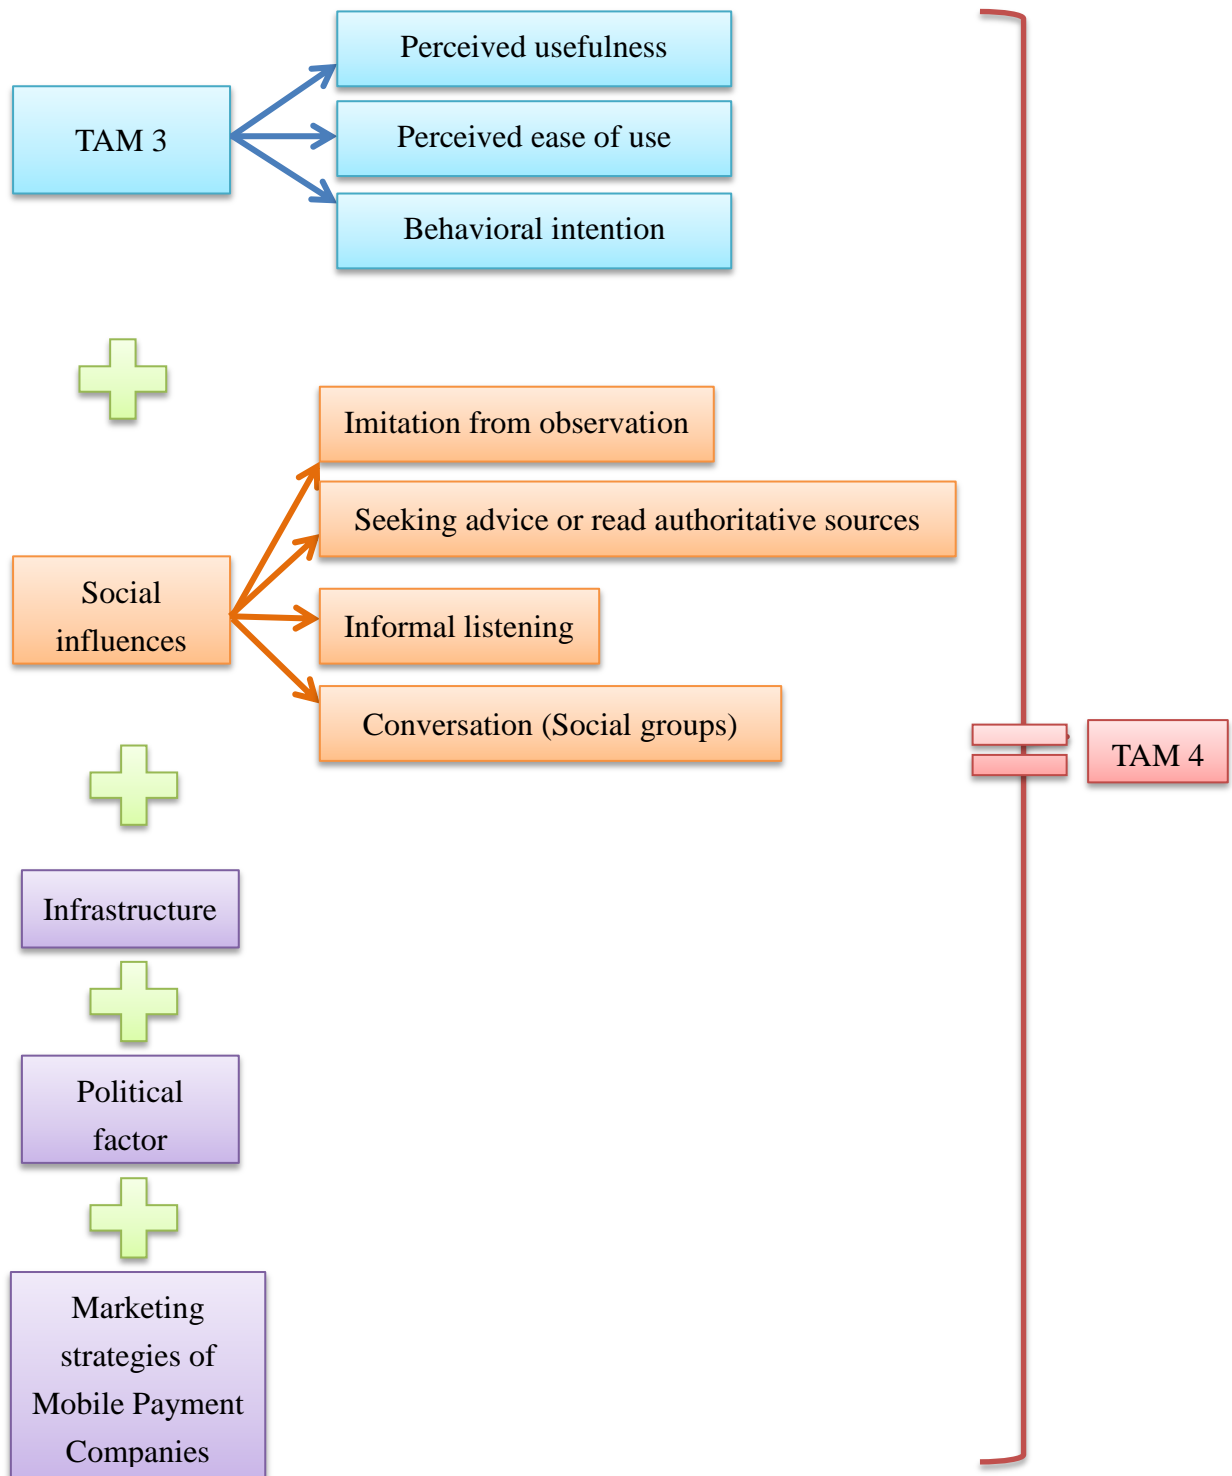 Perceived usefulness
TAM 3
Perceived ease of use
Behavioral intention
Imitation from observation
Seeking advice or read authoritative sources
Social
influences
Informal listening
Conversation (Social groups)
TAM 4
Infrastructure
Political
factor
Marketing
strategies of
Mobile Payment
Companies